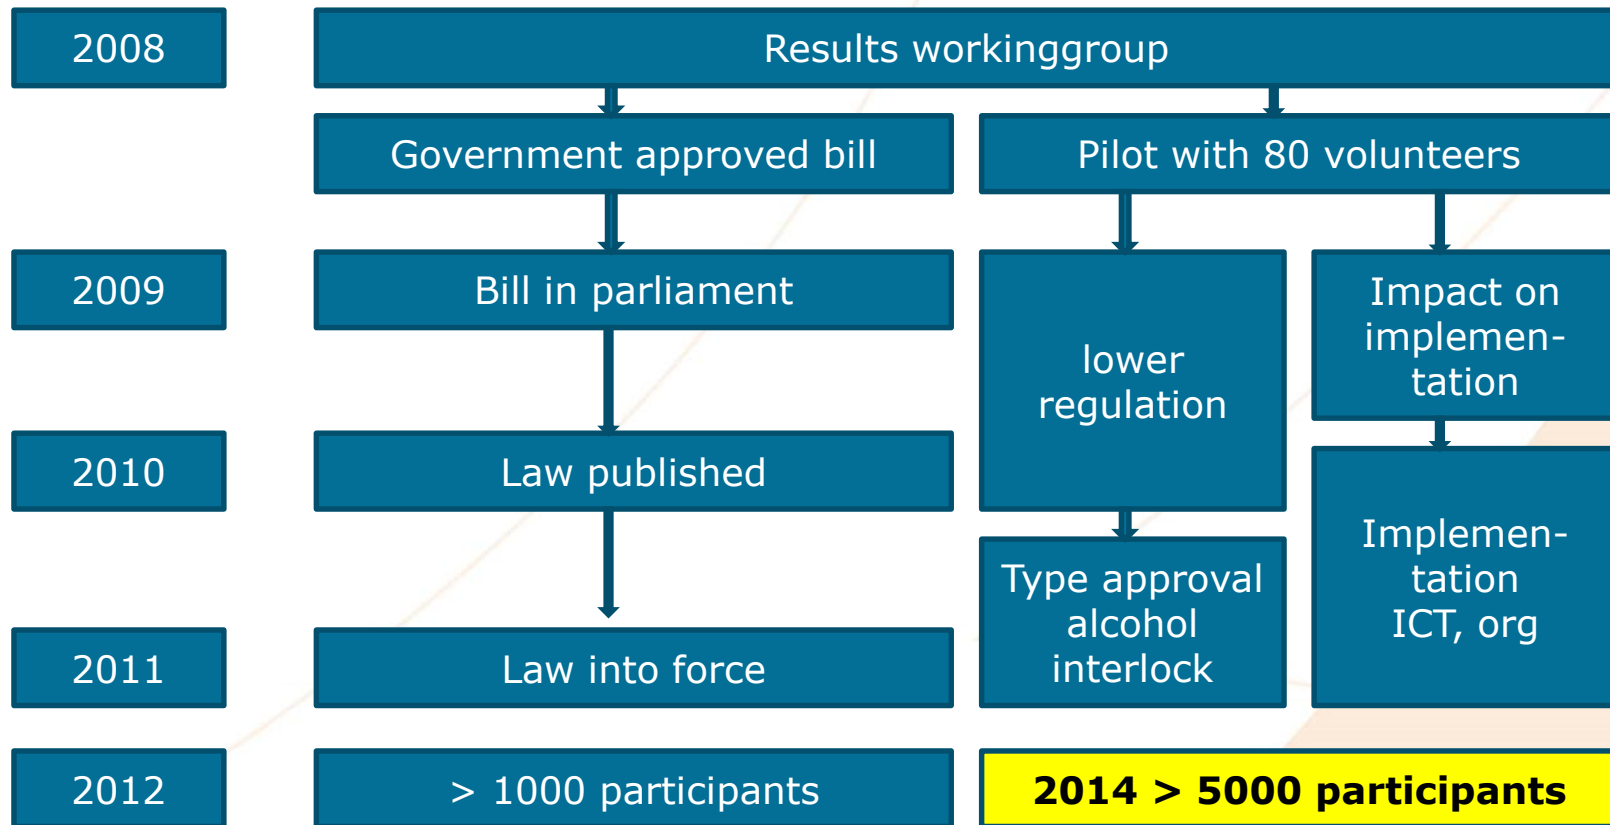 2008
Results workinggroup
Government approved bill
Pilot with 80 volunteers
2009
Bill in parliament
lower
regulation
Impact on
implemen-
tation
2010
Law published
Type approval
alcohol
interlock
Implemen-
tation
ICT, org
2011
Law into force
2012
> 1000 participants
2014 > 5000 participants